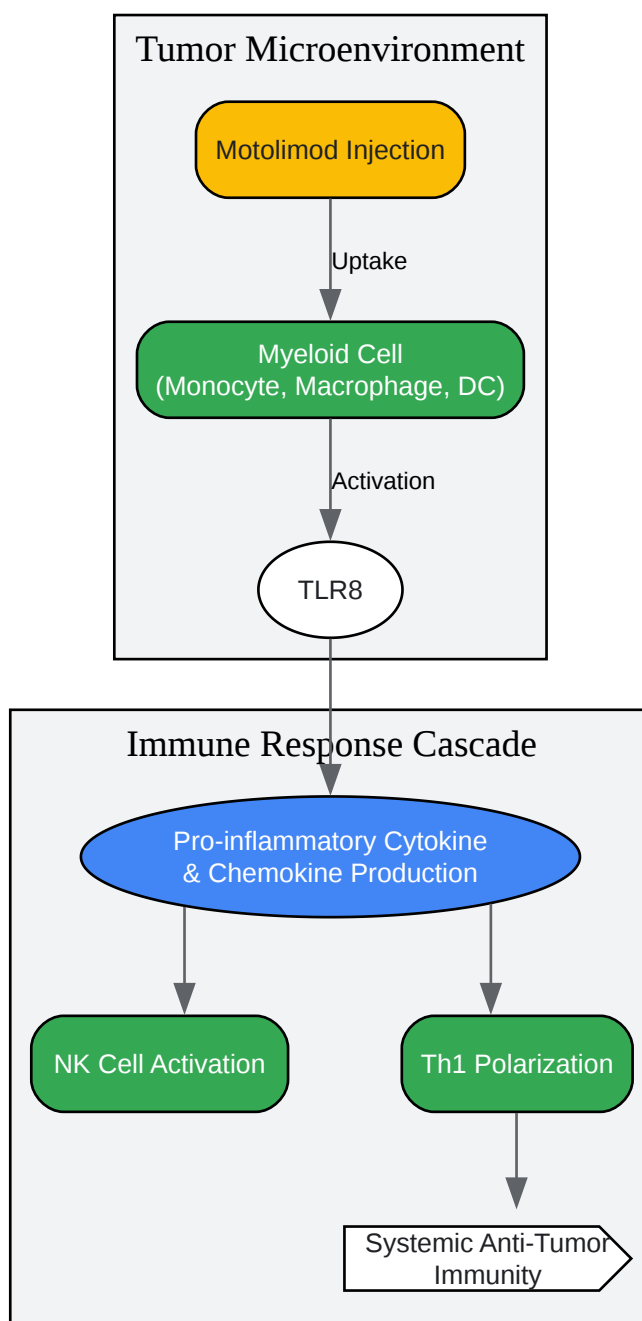 Tumor Microenvironment
Motolimod Injection
Uptake
Myeloid Cell
(Monocyte, Macrophage, DC)
Activation
TLR8
Immune Response Cascade
Pro-inflammatory Cytokine
& Chemokine Production
NK Cell Activation
Th1 Polarization
Systemic Anti-Tumor
Immunity